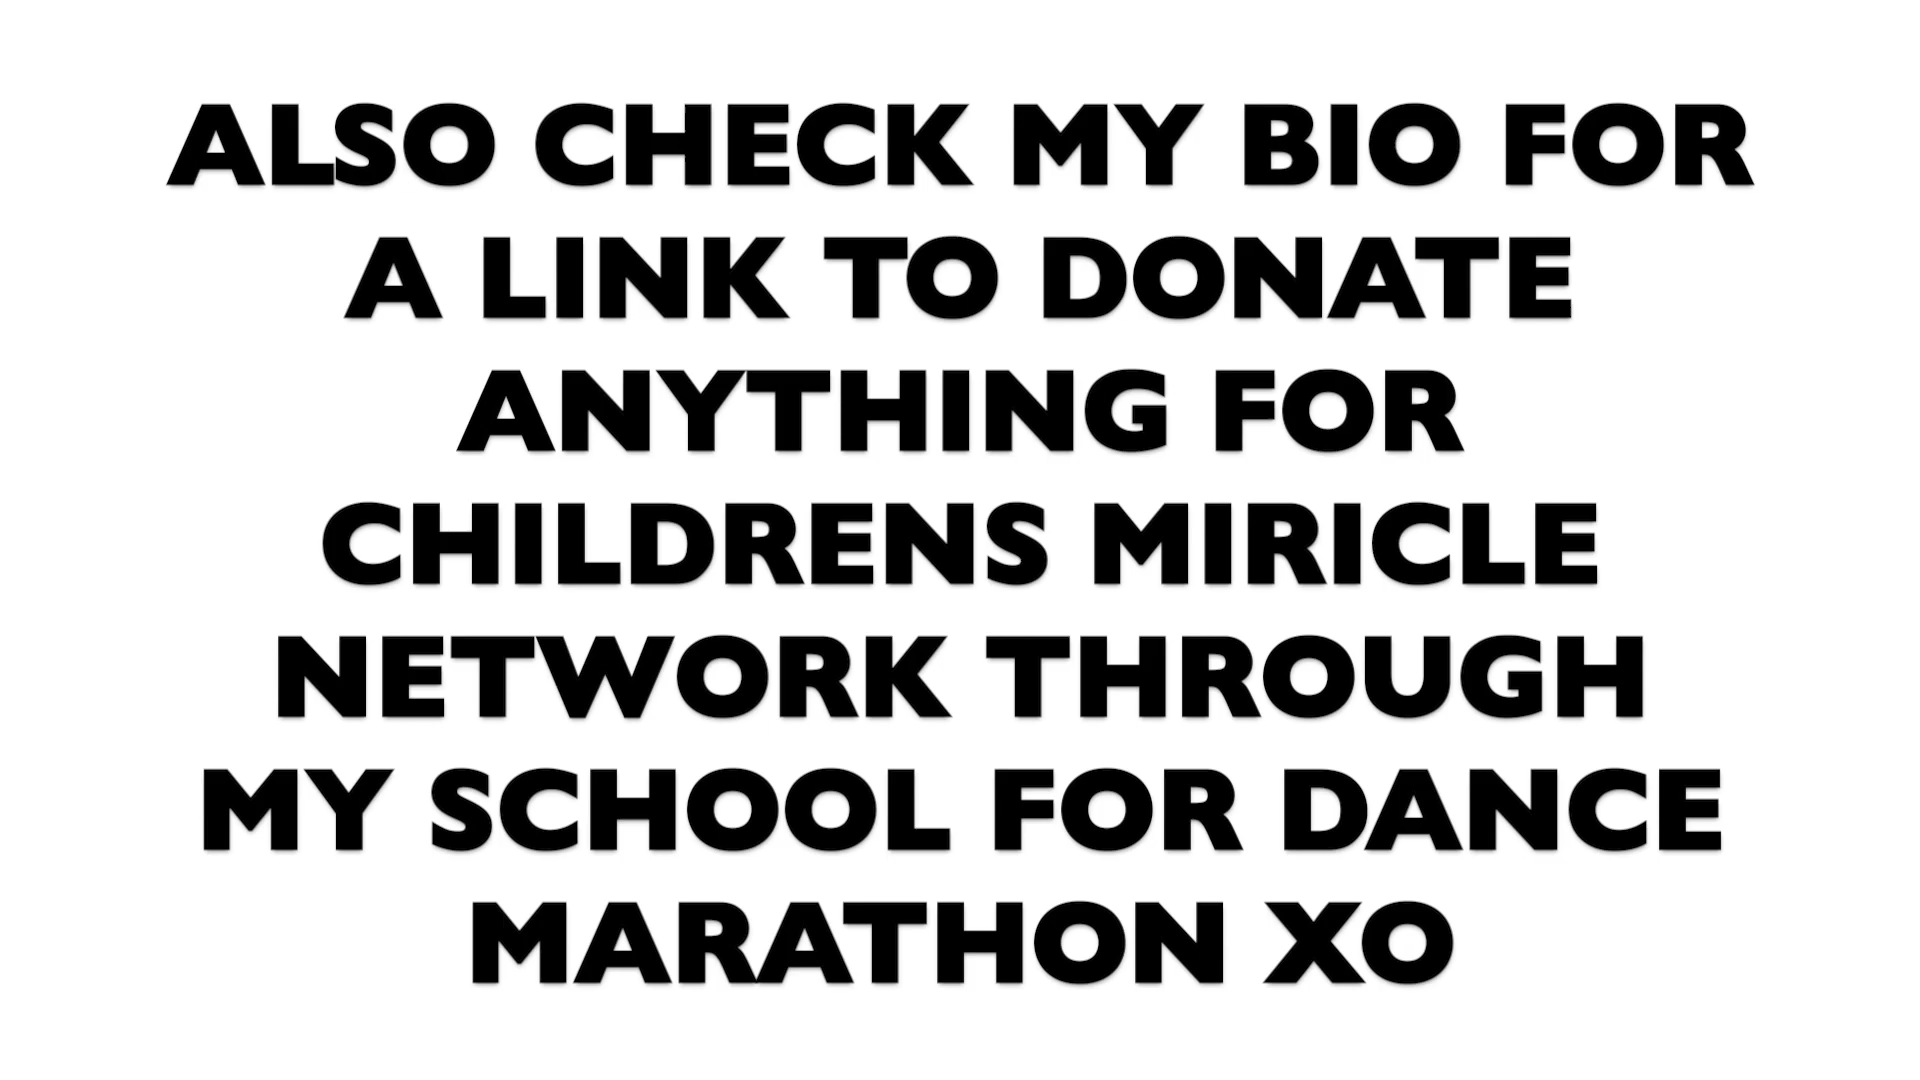 ALSO CHECK MY BIO FOR
A LINK TO DONATE
ANYTHING FOR
CHILDRENS MIRICLE
NETWORK THROUGH
MY SCHOOL FOR DANCE
MARATHON XO